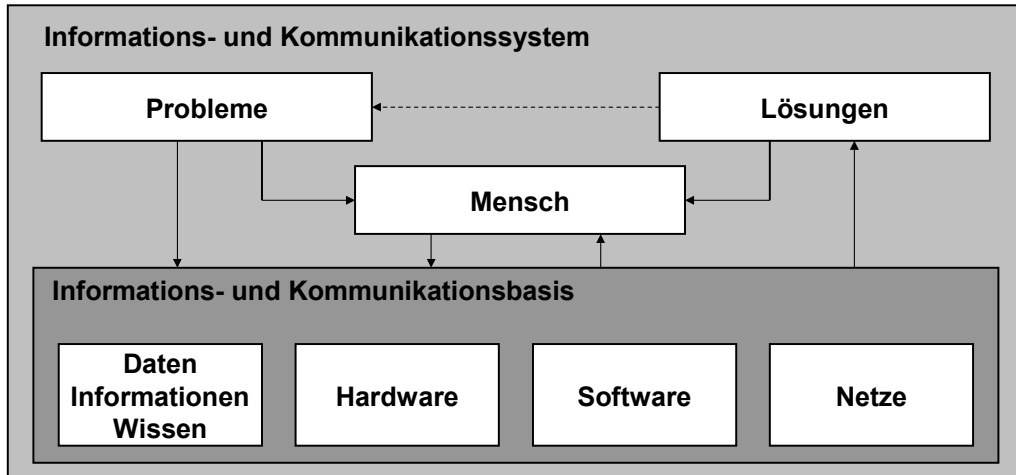 Informations- und Kommunikationssystem
Probleme
Lösungen
Mensch
Informations- und Kommunikationsbasis
Daten
Informationen
Wissen
Hardware
Software
Netze